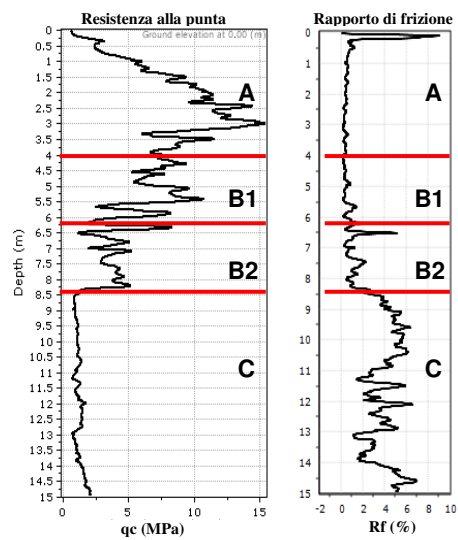 Resistenza alla punta
Rapporto di frizione
Ground elevation at 0.00 (m)
0
0.5
1
1.5
2
2.5
3
3.5
4
4.5
5
5.5
6
6.5
7
7.5
8
8.5
9
9.5
10
10.5
11
11.5
12
12.5
13
13.5
14
14.5
15
Depth (m)
A
B1
B2
C
0 5 10 15
qc (MPa)
0
1
2
3
4
5
6
7
8
9
10
11
12
13
14
15
A
B1
B2
C
-2 0 2 4 6 8 10
Rf (%)